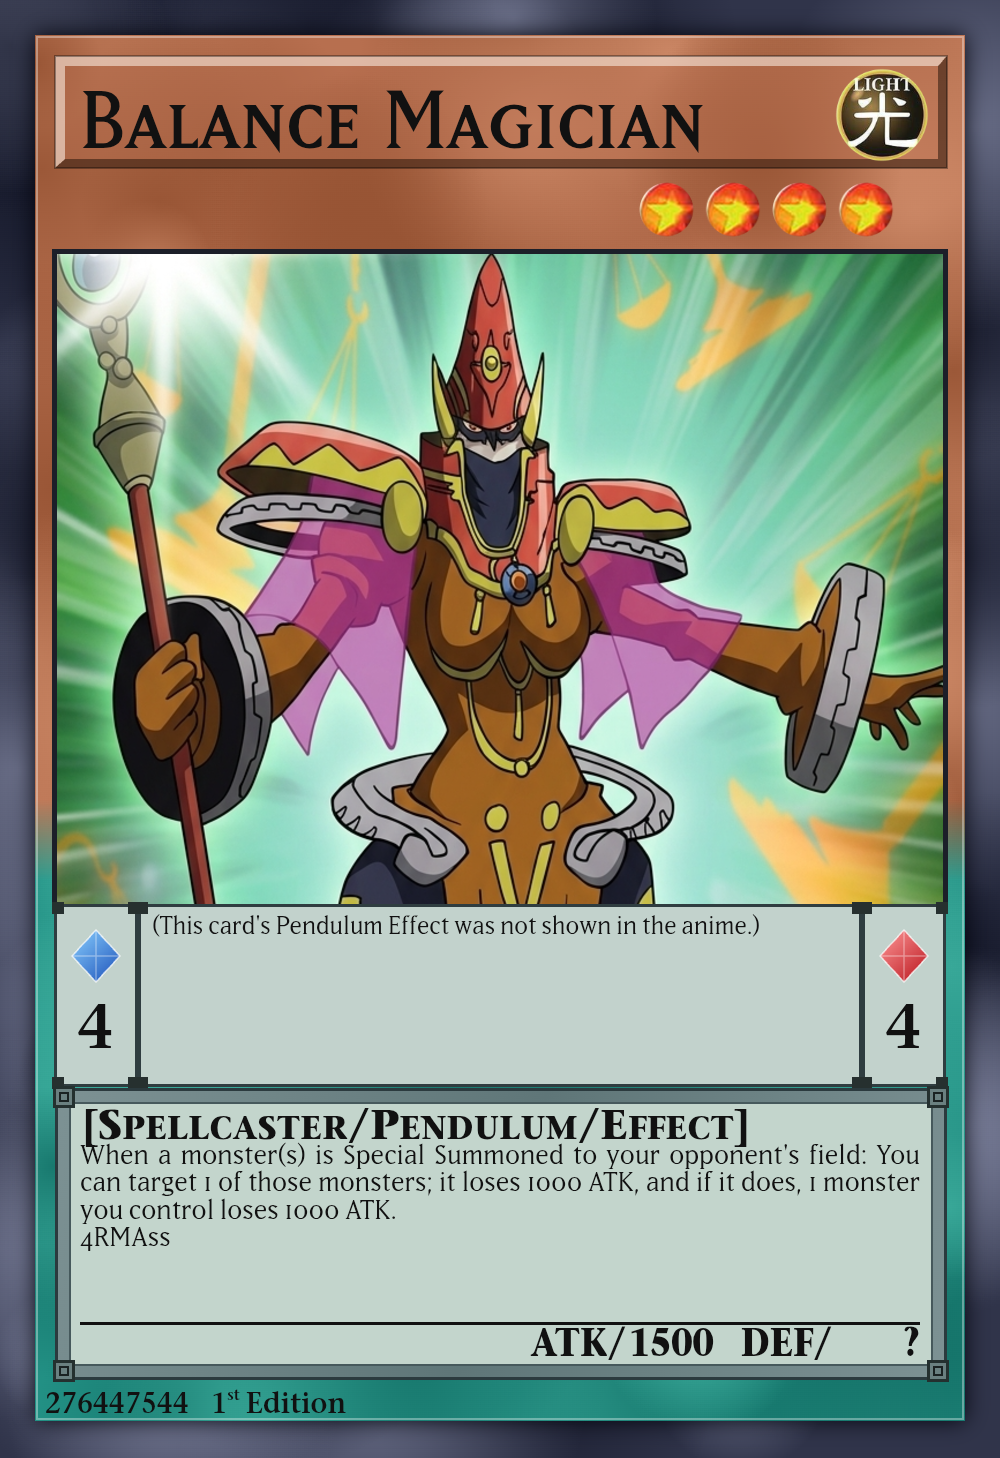 Balance Magician
LIGHT
光
(This card's Pendulum Effect was not shown in the anime.)
4
4
[Spellcaster/Pendulum/Effect]
When a monster(s) is Special Summoned to your opponent's field: You
can target 1 of those monsters; it loses 1000 ATK, and if it does, 1 monster
you control loses 1000 ATK.
4RMAss
ATK/1500 DEF/ ?
276447544 1st Edition